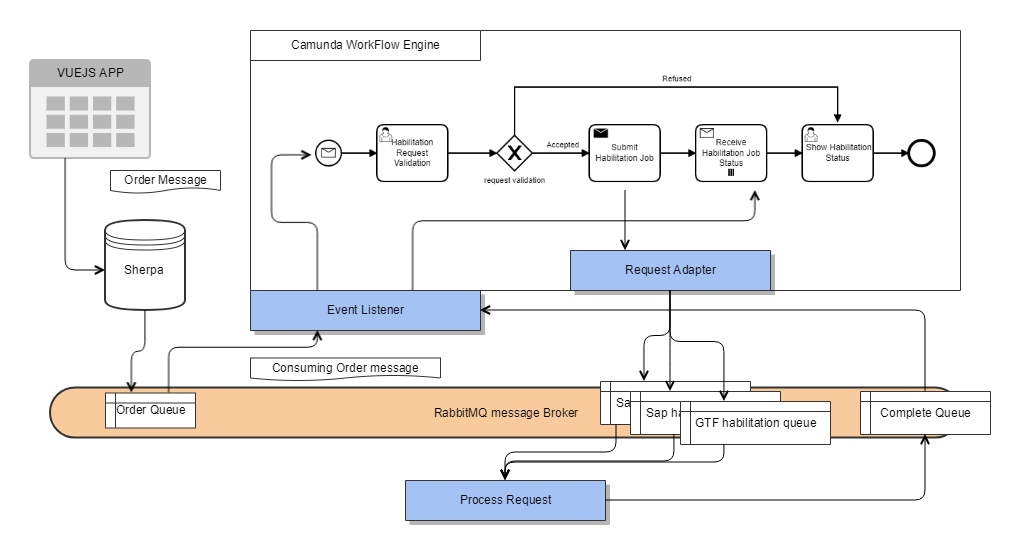 Camunda WorkFlow Engine
VUEJS APP
Refused
Habilitation
Request
Validation
Accepted
Submit
Habilitation Job
Receive
Habilitation Job
Status
Show Habilitation
Status
request validation
Order Message
Sherpa
Request Adapter
Event Listener
Consuming Order message
Order Queue
RabbitMQ message Broker
Sap
GTF habilitation queue
Complete Queue
Process Request